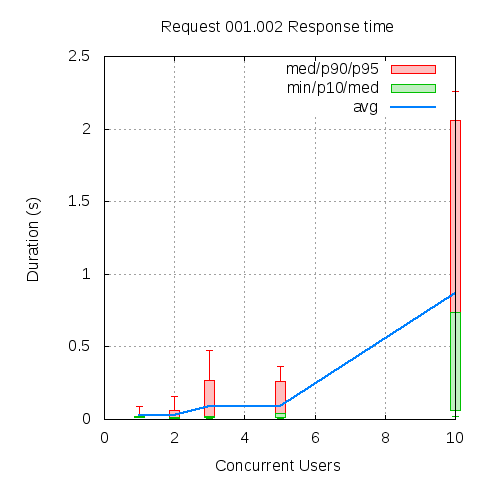 Request 001.002 Response time
med/p90/p95
min/p10/med
avg
2.5
2
1.5
1
0.5
0
0 2 4 6 8 10
Duration (s)
Concurrent Users